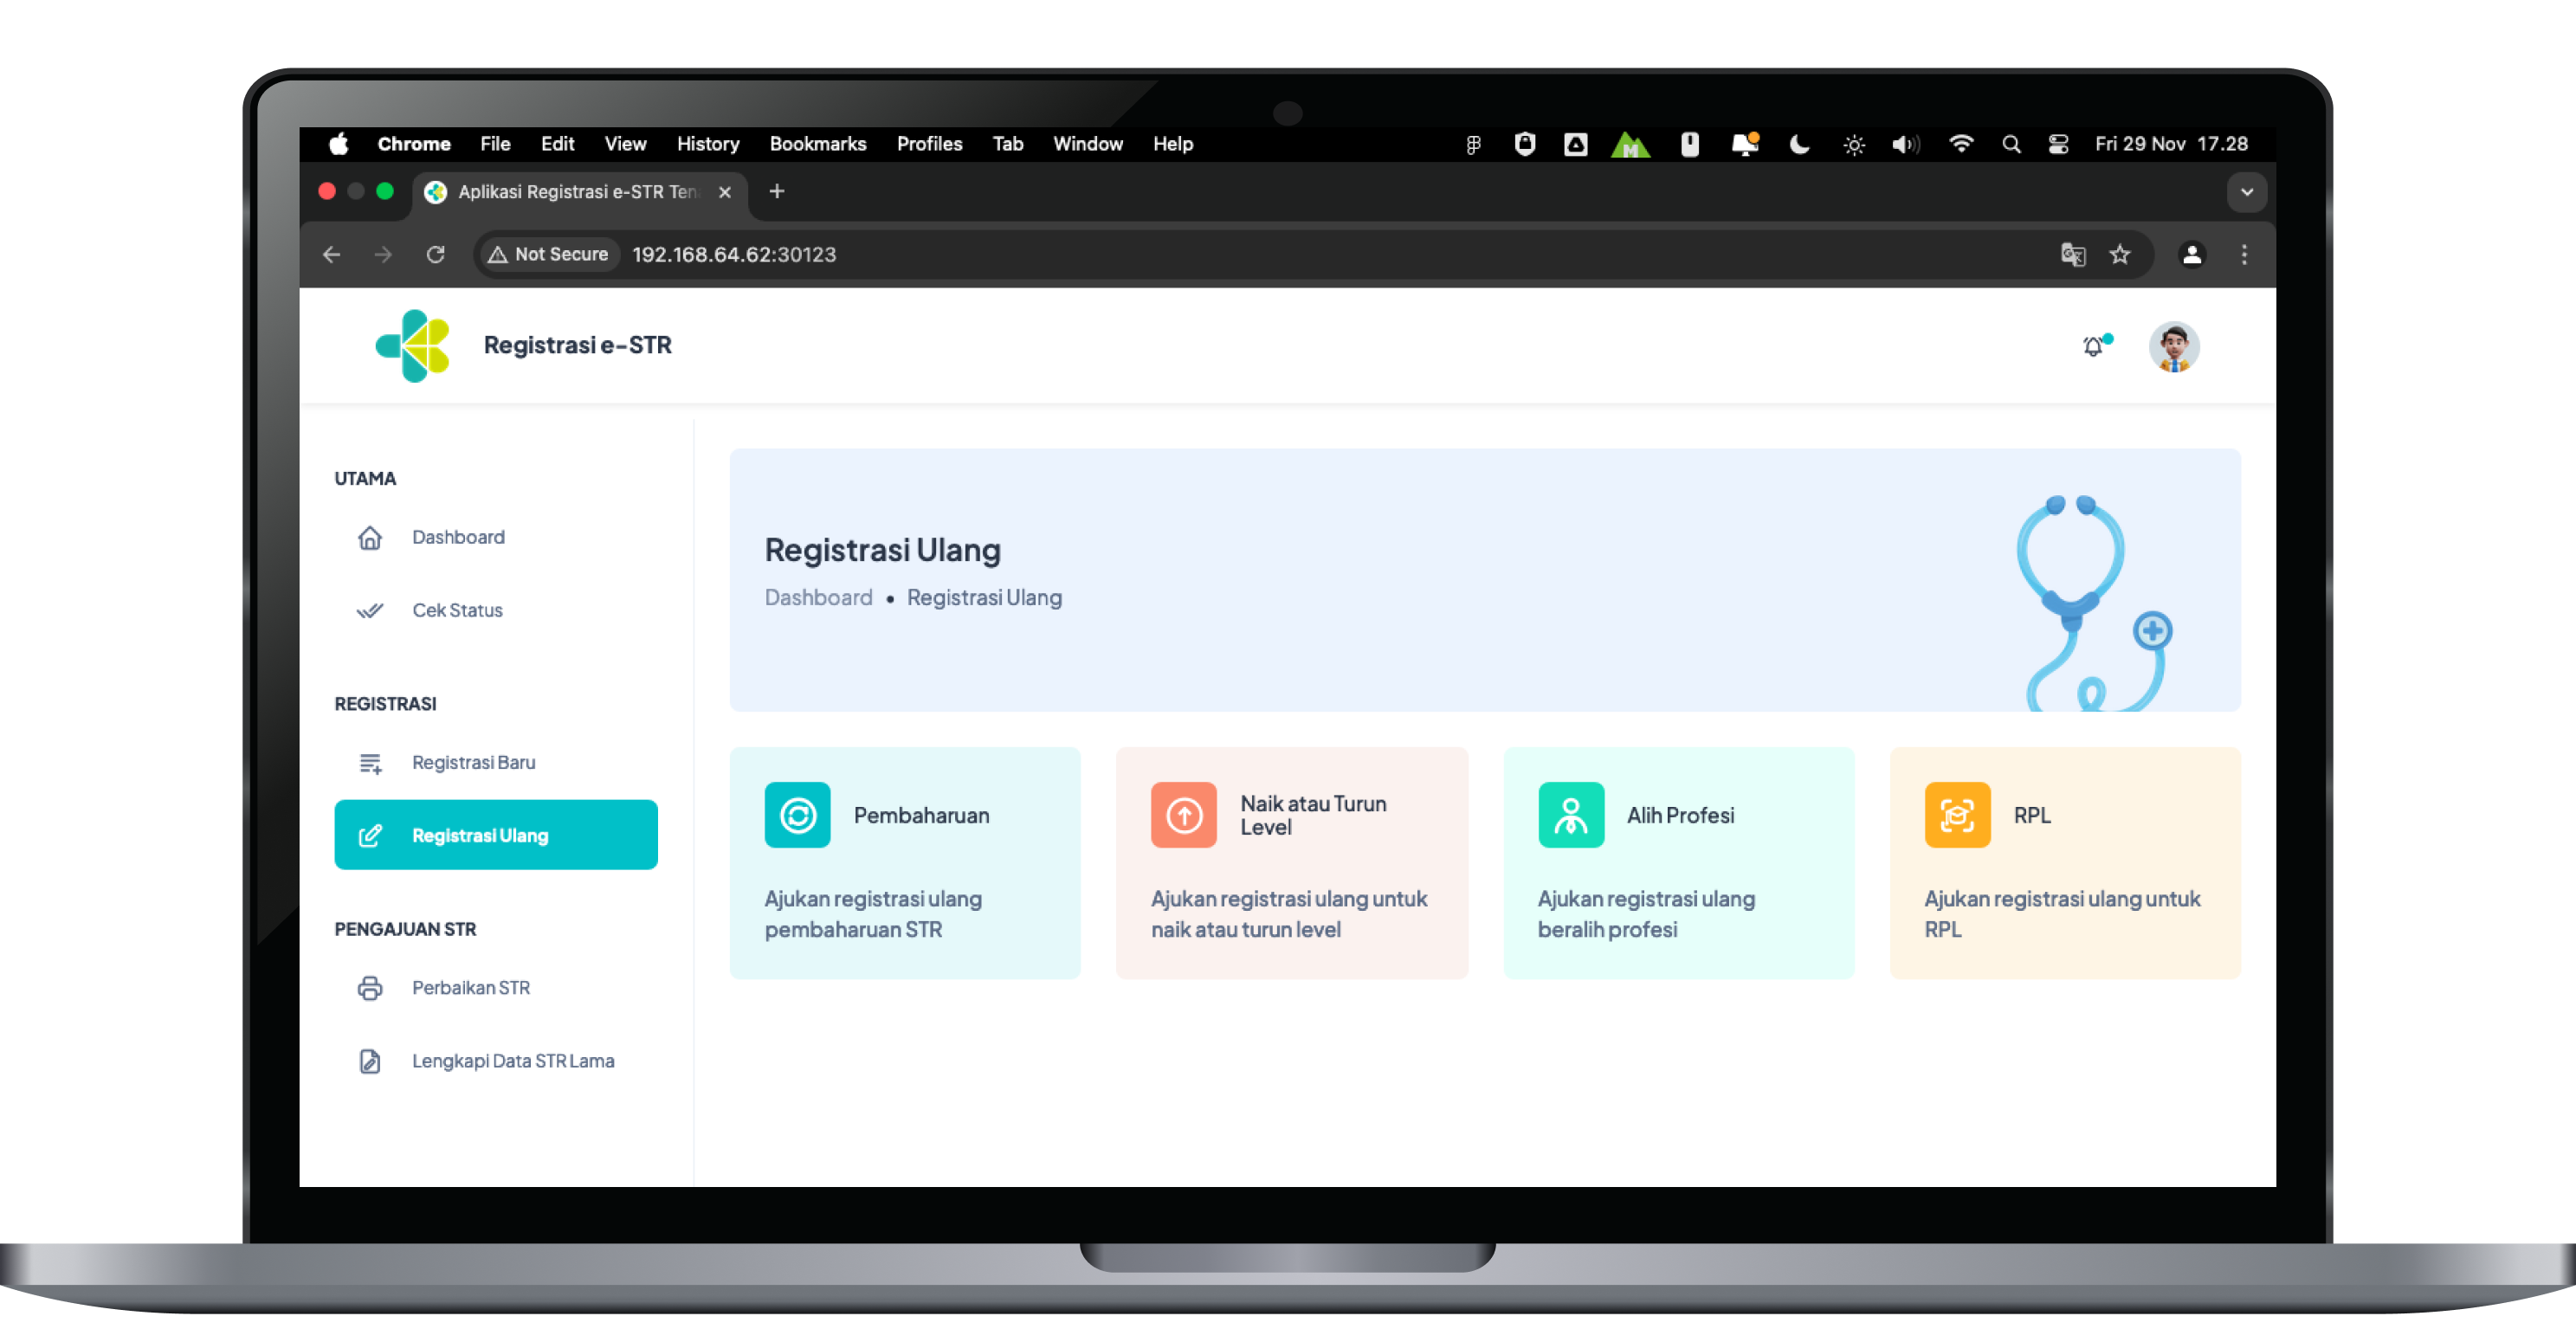 Chrome File Edit View History Bookmarks Profiles Tab Window Help Fri 29 Nov 17.28
Aplikasi Registrasi e-STR Ten
Not Secure 192.168.64.62:30123
Registrasi e-STR
UTAMA
Dashboard
Cek Status
REGISTRASI
Registrasi Baru
Registrasi Ulang
PENGAJUAN STR
Perbaikan STR
Lengkapi Data STR Lama
Registrasi Ulang
Dashboard • Registrasi Ulang
Pembaharuan
Ajukan registrasi ulang
pembaharuan STR
Naik atau Turun
Level
Ajukan registrasi ulang untuk
naik atau turun level
Alih Profesi
Ajukan registrasi ulang
beralih profesi
RPL
Ajukan registrasi ulang untuk
RPL